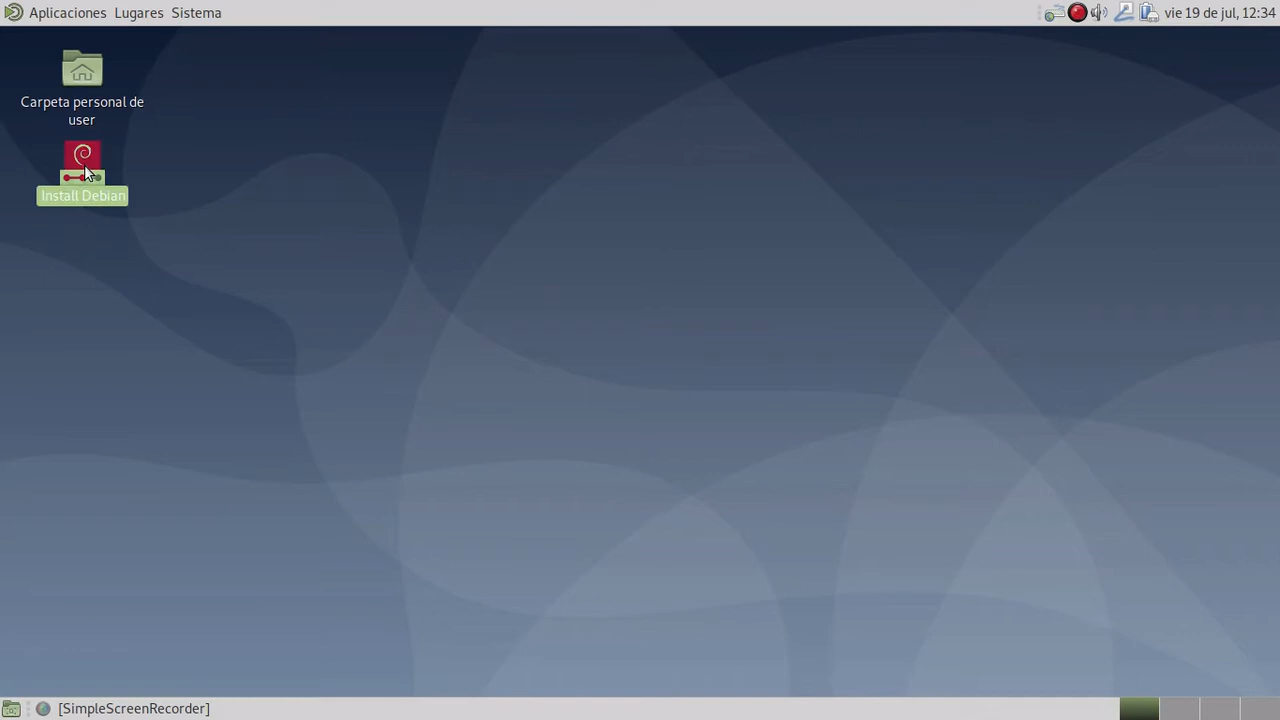 Aplicaciones Lugares Sistema
vie 19 de jul, 12:34
Carpeta personal de
user
Install Debian
[SimpleScreenRecorder]